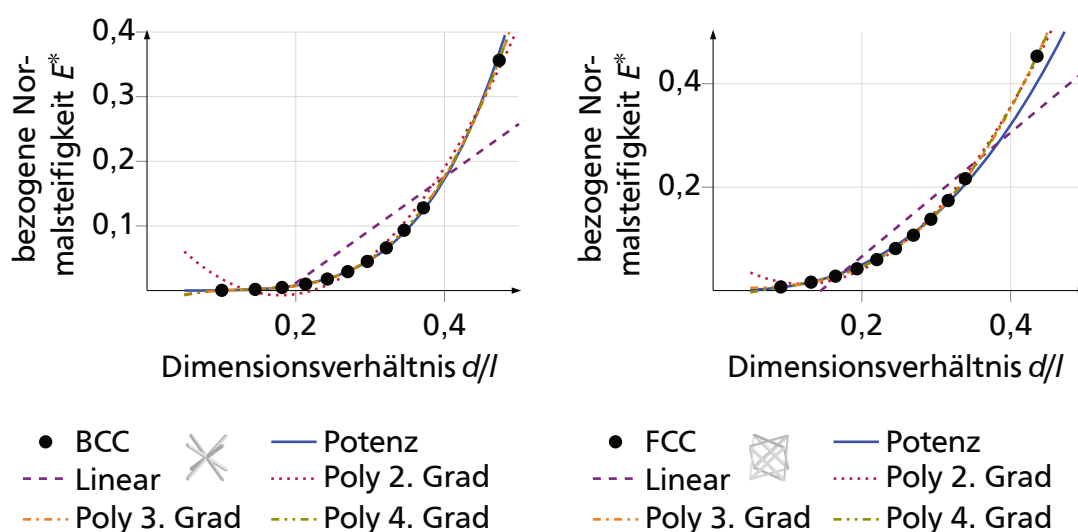 bezogene Nor-
malsteifigkeit E*
0,4
0,3
0,2
0,1
0,2 0,4
Dimensionsverhältnis d/l
BCC Potenz
Linear Poly 2. Grad
Poly 3. Grad Poly 4. Grad
bezogene Nor-
malsteifigkeit E*
0,4
0,2
0,2 0,4
Dimensionsverhältnis d/l
FCC Potenz
Linear Poly 2. Grad
Poly 3. Grad Poly 4. Grad